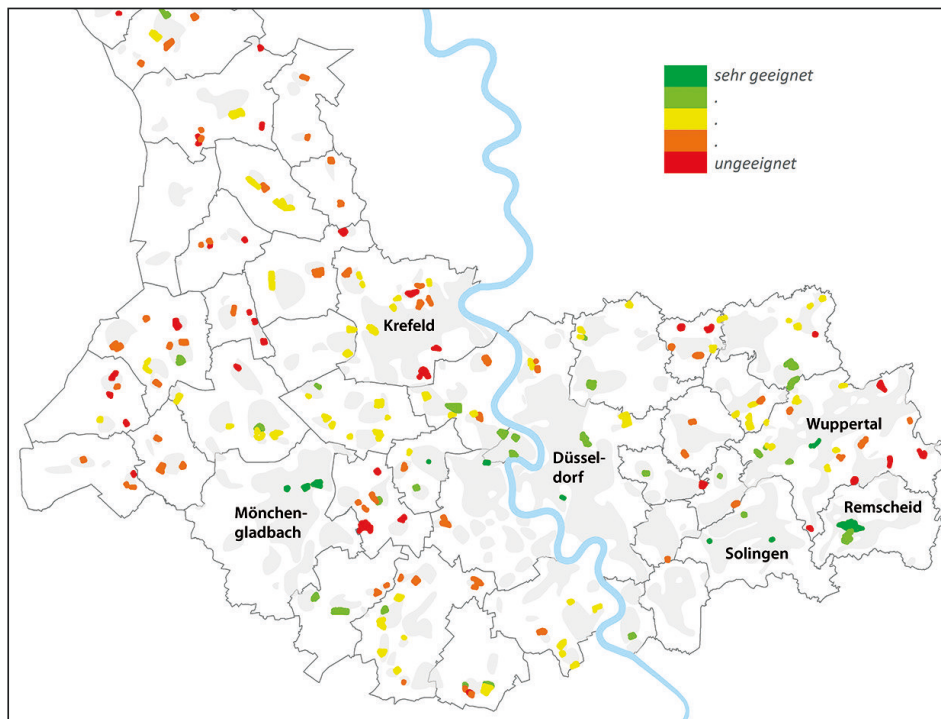 sehr geeignet
.
.
.
ungeeignet
Krefeld
Wuppertal
Düssel-
dorf
Remscheid
Mönchen-
gladbach
Solingen